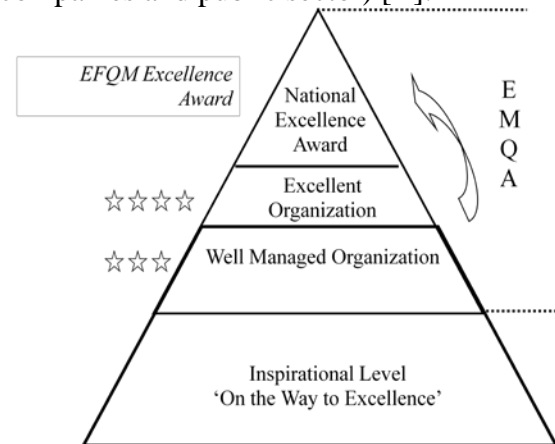 EFQM Excellence
Award
National
Excellence
Award
E
M
Q
A
Excellent
Organization
Well Managed Organization
Inspirational Level
‘On the Way to Excellence’